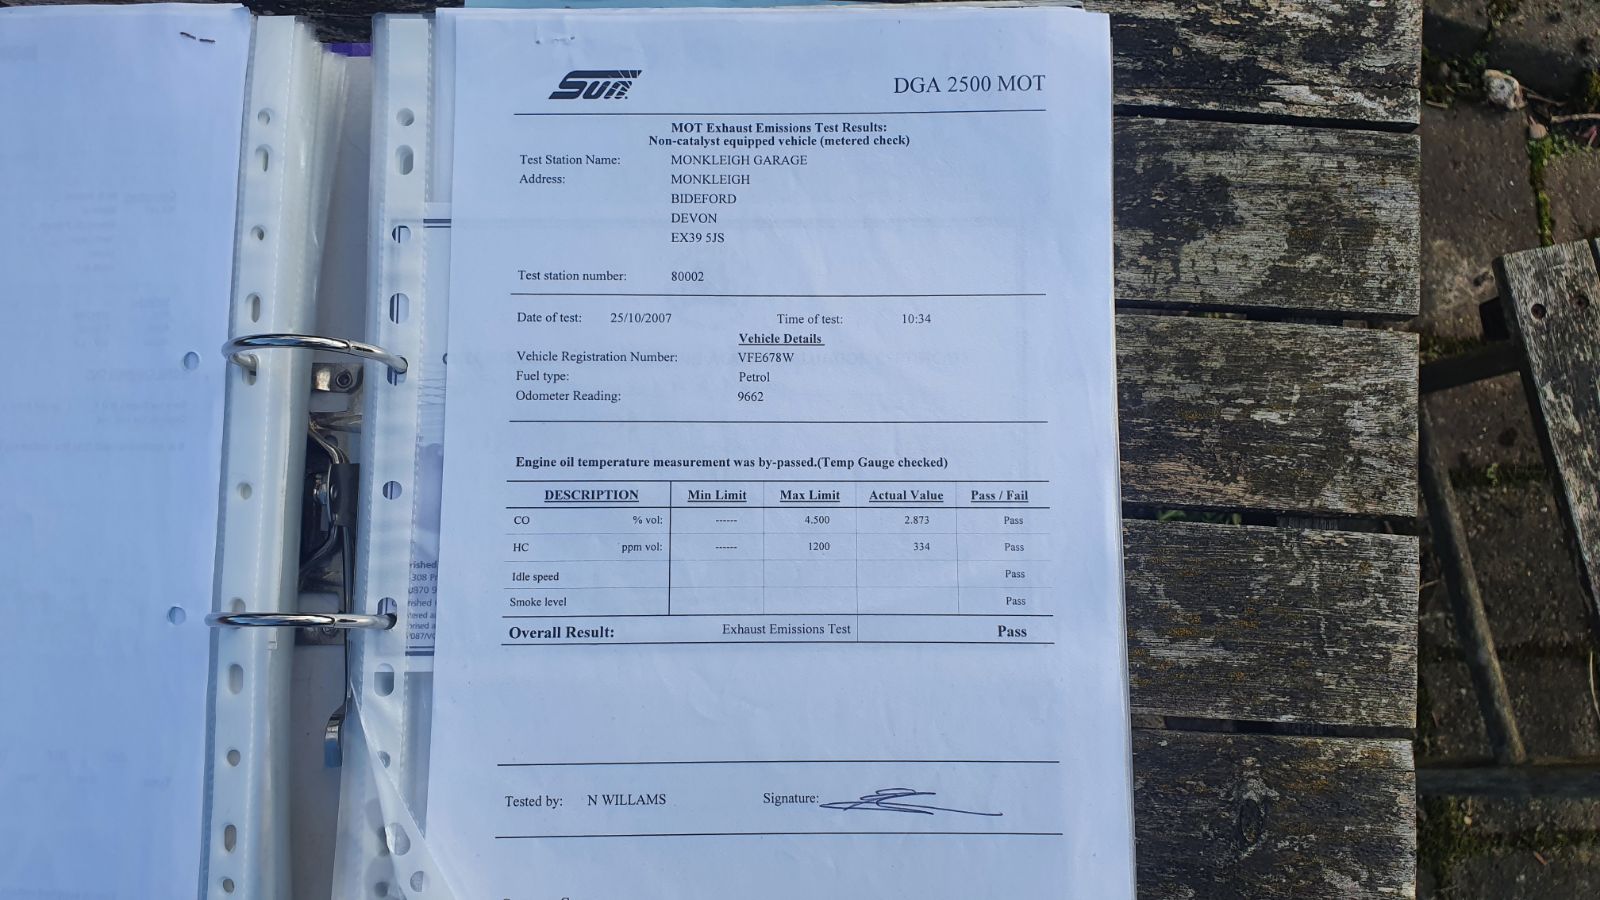 Sun
DGA 2500 MOT
MOT Exhaust Emissions Test Results:
Non-catalyst equipped vehicle (metered check)
Test Station Name: MONKLEIGH GARAGE
Address: MONKLEIGH
BIDEFORD
DEVON
EX39 5JS
Test station number: 80002
Date of test: 25/10/2007 Time of test: 10:34
Vehicle Details
Vehicle Registration Number: VFE678W
Fuel type: Petrol
Odometer Reading: 9662
Engine oil temperature measurement was by-passed.(Temp Gauge checked)
DESCRIPTION Min Limit Max Limit Actual Value Pass / Fail
CO % vol: ------ 4.500 2.873 Pass
HC ppm vol: ------ 1200 334 Pass
Idle speed Pass
Smoke level Pass
Overall Result: Exhaust Emissions Test Pass
Tested by: N WILLAMS Signature:
rished
308 P
0870 9
rished